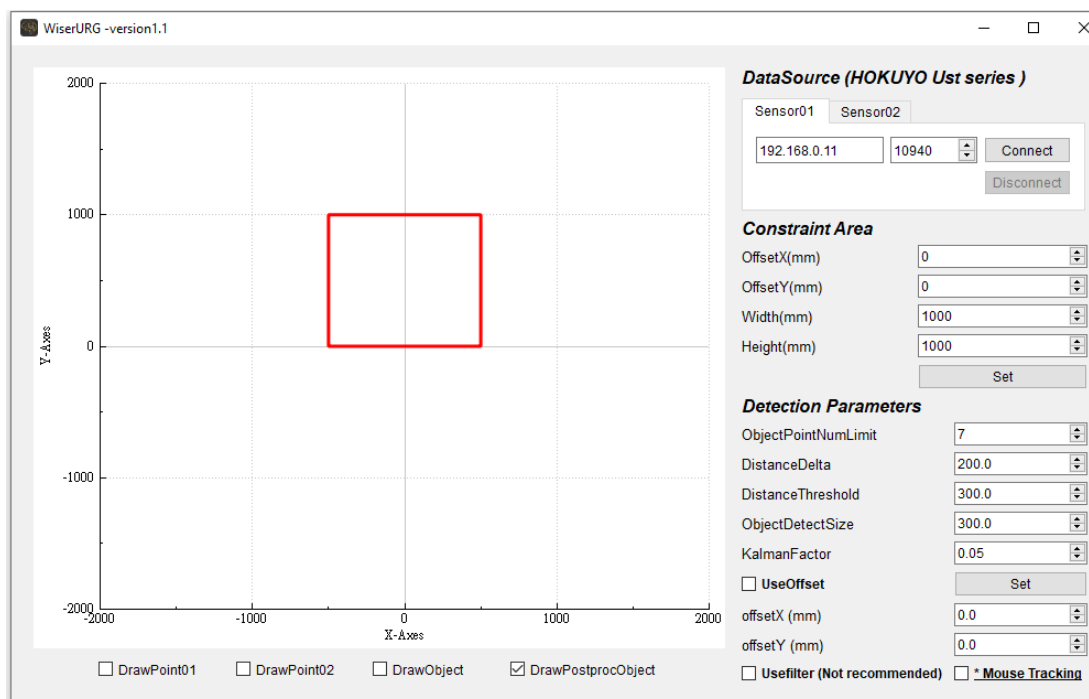 WiserURG -version1.1
2000
1000
0
-1000
-2000
Y-Axes
-2000 -1000 0 1000 2000
X-Axes
DrawPoint01 DrawPoint02 DrawObject DrawPostprocObject
DataSource (HOKUYO Ust series )
Sensor01 Sensor02
192.168.0.11 10940 Connect
Disconnect
Constraint Area
OffsetX(mm) 0
OffsetY(mm) 0
Width(mm) 1000
Height(mm) 1000
Set
Detection Parameters
ObjectPointNumLimit 7
DistanceDelta 200.0
DistanceThreshold 300.0
ObjectDetectSize 300.0
KalmanFactor 0.05
UseOffset Set
offsetX (mm) 0.0
offsetY (mm) 0.0
Usefilter (Not recommended) * Mouse Tracking